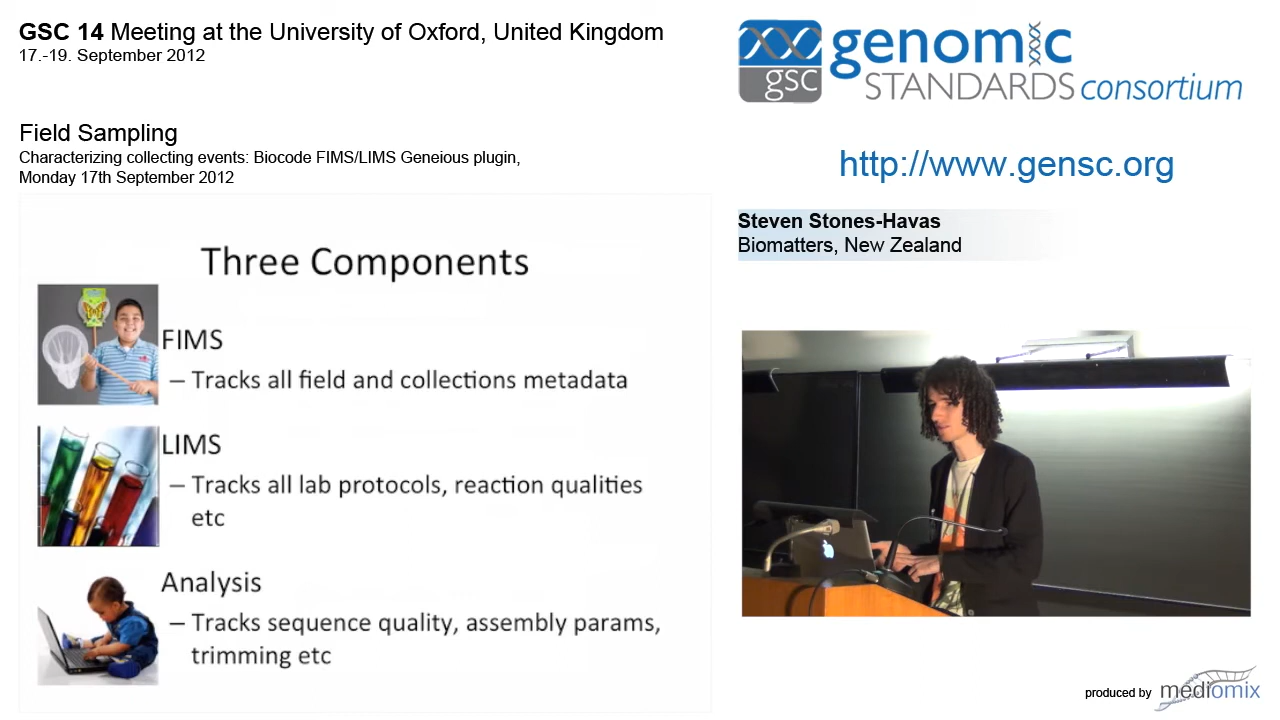 GSC 14 Meeting at the University of Oxford, United Kingdom
17.-19. September 2012
genomic
gsc
STANDARDS consortium
Field Sampling
Characterizing collecting events: Biocode FIMS/LIMS Geneious plugin,
Monday 17th September 2012
http://www.gensc.org
Steven Stones-Havas
Biomatters, New Zealand
Three Components
FIMS
– Tracks all field and collections metadata
LIMS
– Tracks all lab protocols, reaction qualities
etc
Analysis
– Tracks sequence quality, assembly params,
trimming etc
produced by mediomix